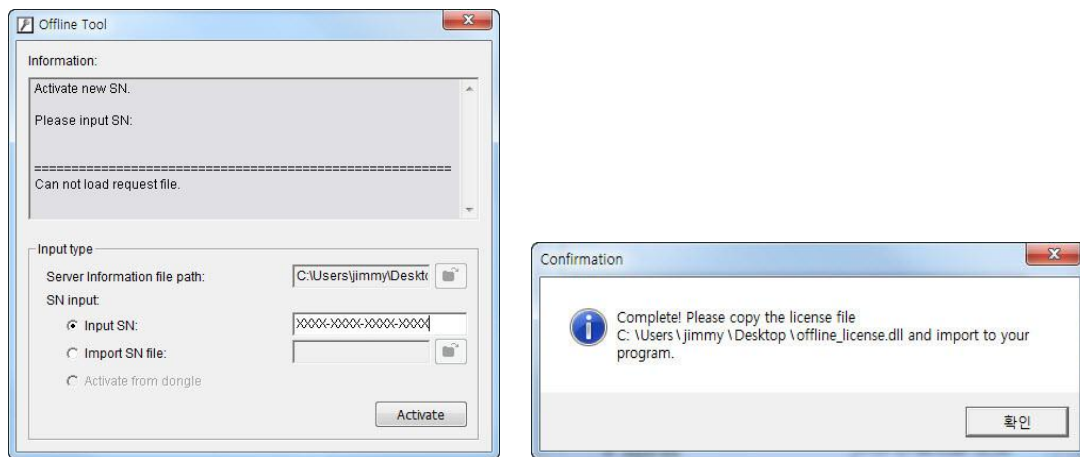 Offline Tool
Information:
Activate new SN.
Please input SN:
=========================================================
Can not load request file.
Input type
Server Information file path:
C:\Users\jimmy\Deskto
SN input:
Input SN:
XXXX-XXXX-XXXX-XXXX
Import SN file:
Activate from dongle
Activate
Confirmation
Complete! Please copy the license file
C: \Users \ jimmy \ Desktop \ offline_license.dll and import to your
program.
확인